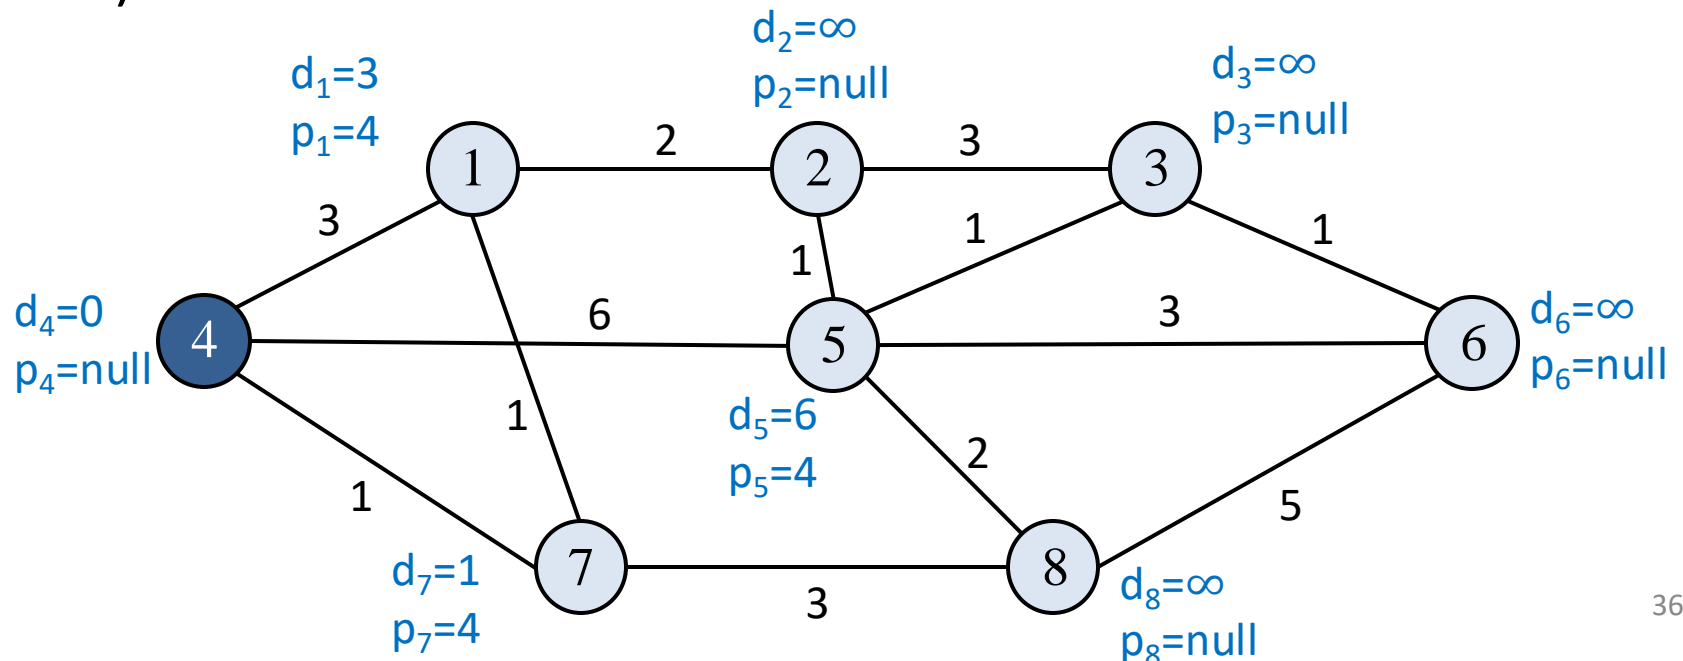 d₂=∞
p₂=null
d₃=∞
p₃=null
d₁=3
p₁=4
1
2
2
3
3
3
1
1
1
d₄=0
p₄=null
4
6
5
3
6
d₆=∞
p₆=null
1
d₅=6
p₅=4
2
1
5
7
3
8
d₇=1
p₇=4
d₈=∞
p₈=null
36